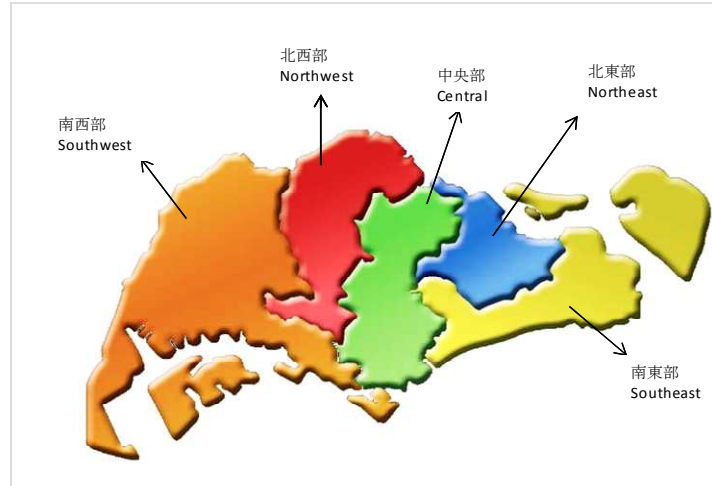 北西部
Northwest
中央部
Central
北東部
Northeast
南西部
Southwest
南東部
Southeast